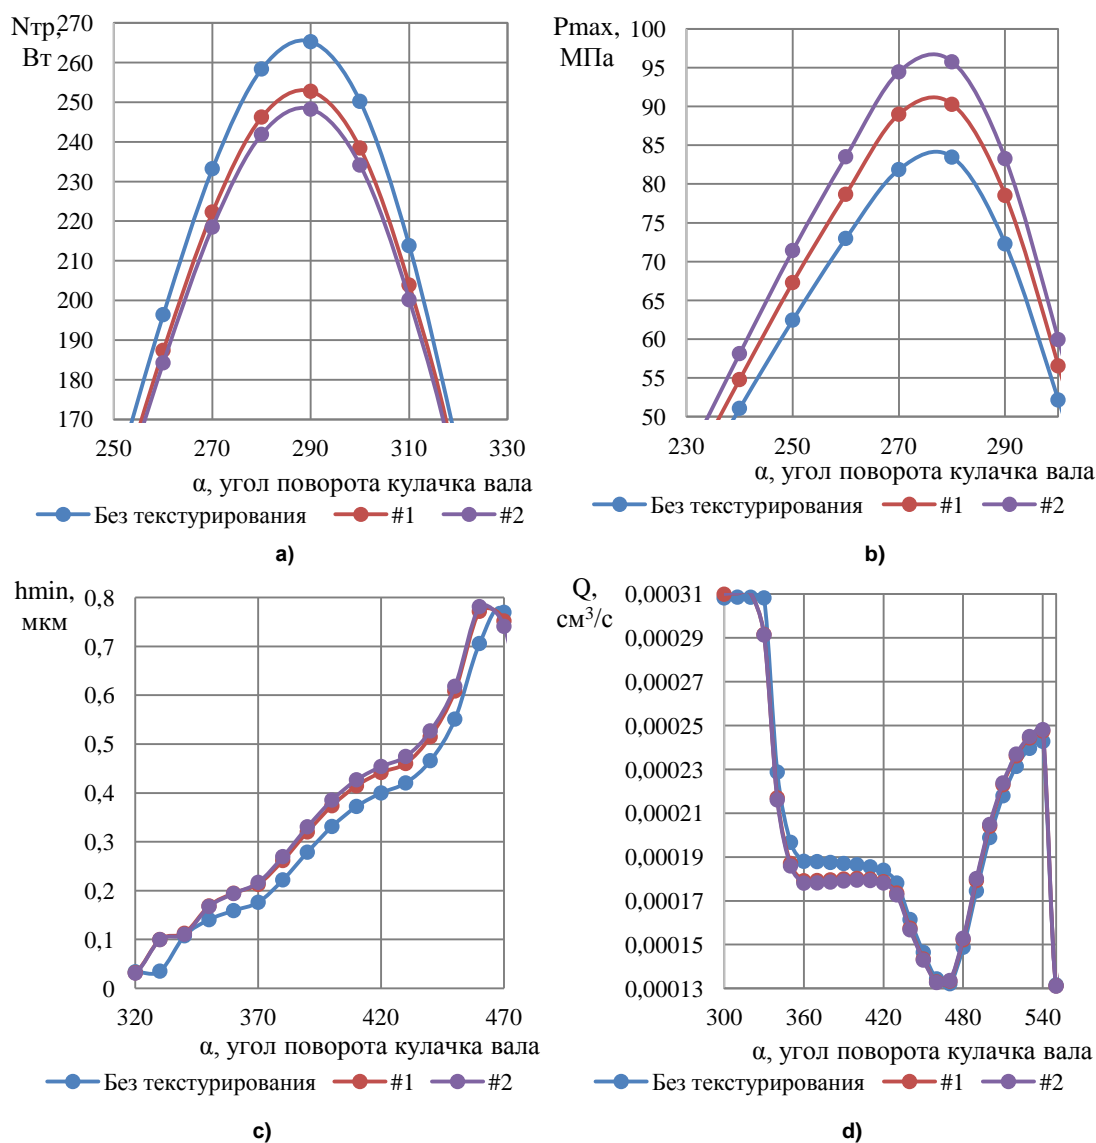 Nтр,
Вт
270
260
250
240
230
220
210
200
190
180
170
250 270 290 310 330
α, угол поворота кулачка вала
Без текстурирования #1 #2
a)
Pmax,
МПа
100
95
90
85
80
75
70
65
60
55
50
230 250 270 290
α, угол поворота кулачка вала
Без текстурирования #1 #2
b)
hmin,
мкм
0,8
0,7
0,6
0,5
0,4
0,3
0,2
0,1
0
320 370 420 470
α, угол поворота кулачка вала
Без текстурирования #1 #2
c)
Q,
см³/с
0,00031
0,00029
0,00027
0,00025
0,00023
0,00021
0,00019
0,00017
0,00015
0,00013
300 360 420 480 540
α, угол поворота кулачка вала
Без текстурирования #1 #2
d)